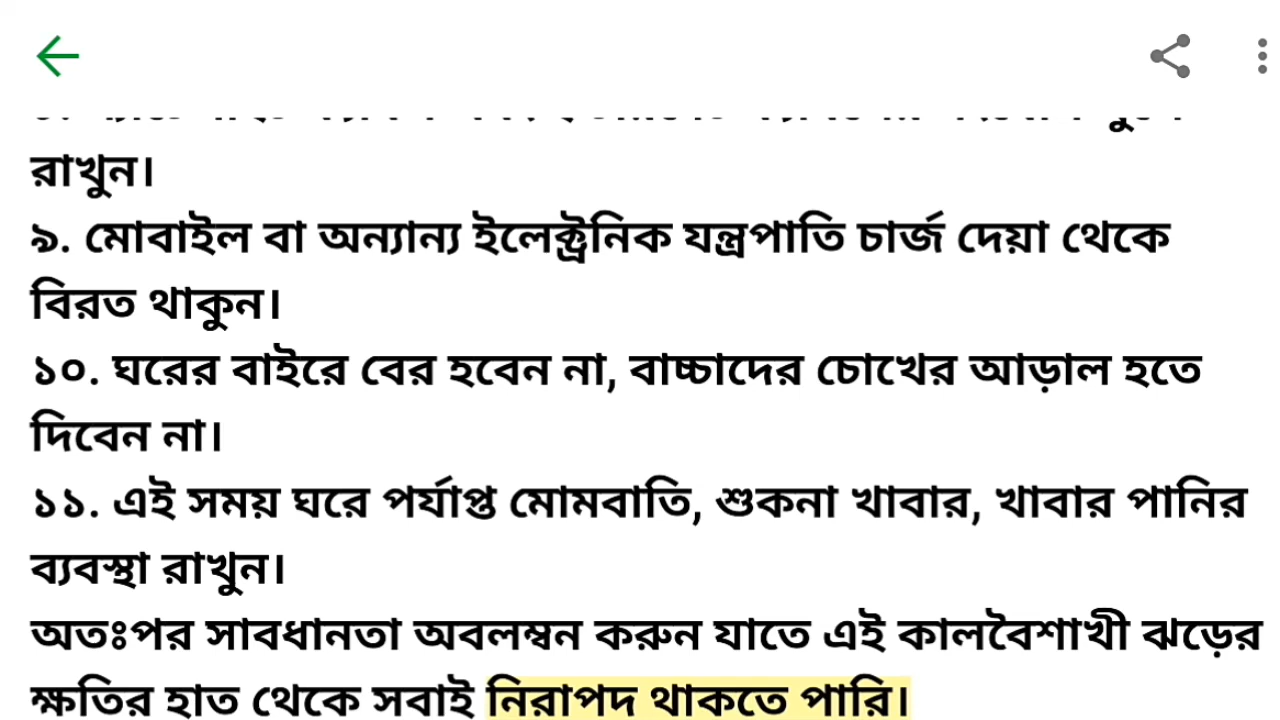 রাখুন।
৯. মোবাইল বা অন্যান্য ইলেক্ট্রনিক যন্ত্রপাতি চার্জ দেয়া থেকে
বিরত থাকুন।
১০. ঘরের বাইরে বের হবেন না, বাচ্চাদের চোখের আড়াল হতে
দিবেন না।
১১. এই সময় ঘরে পর্যাপ্ত মোমবাতি, শুকনা খাবার, খাবার পানির
ব্যবস্থা রাখুন।
অতঃপর সাবধানতা অবলম্বন করুন যাতে এই কালবৈশাখী ঝড়ের
ক্ষতির হাত থেকে সবাই নিরাপদ থাকতে পারি।